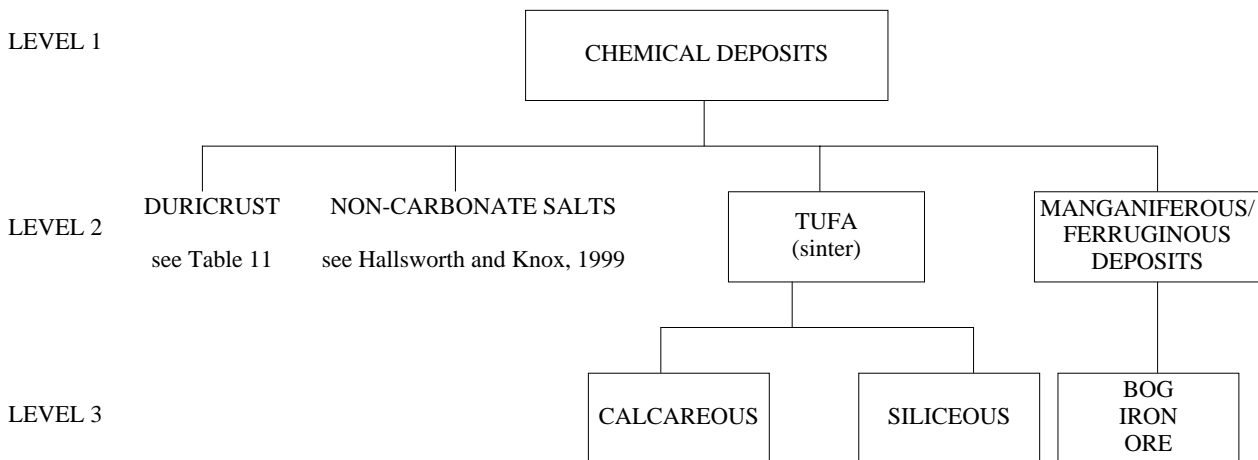 LEVEL 1
CHEMICAL DEPOSITS
LEVEL 2
DURICRUST
see Table 11
NON-CARBONATE SALTS
see Hallsworth and Knox, 1999
TUFA
(sinter)
MANGANIFEROUS/
FERRUGINOUS
DEPOSITS
LEVEL 3
CALCAREOUS
SILICEOUS
BOG
IRON
ORE